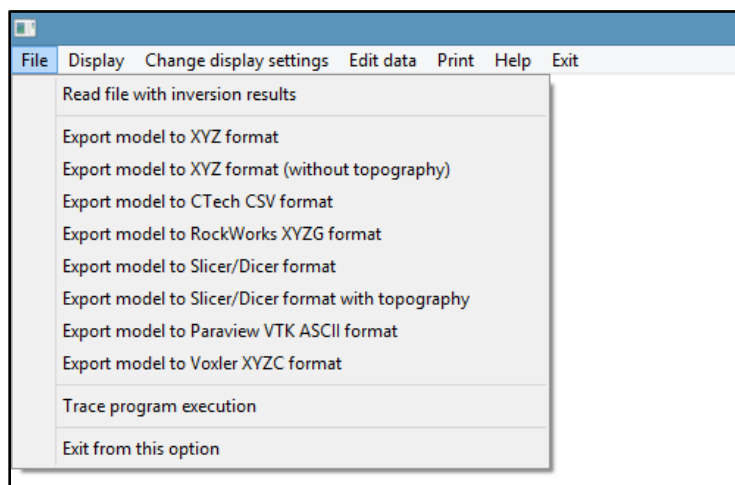 File Display Change display settings Edit data Print Help Exit
Read file with inversion results
Export model to XYZ format
Export model to XYZ format (without topography)
Export model to CTech CSV format
Export model to RockWorks XYZG format
Export model to Slicer/Dicer format
Export model to Slicer/Dicer format with topography
Export model to Paraview VTK ASCII format
Export model to Voxler XYZC format
Trace program execution
Exit from this option